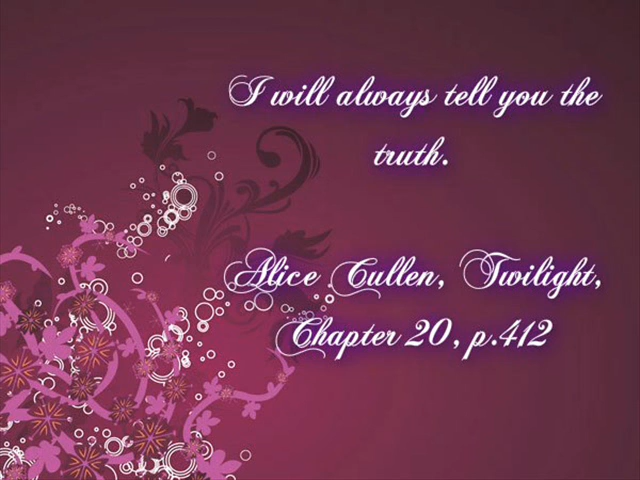 I will always tell you the
truth.
Alice Cullen, Twilight,
Chapter 20, p.412